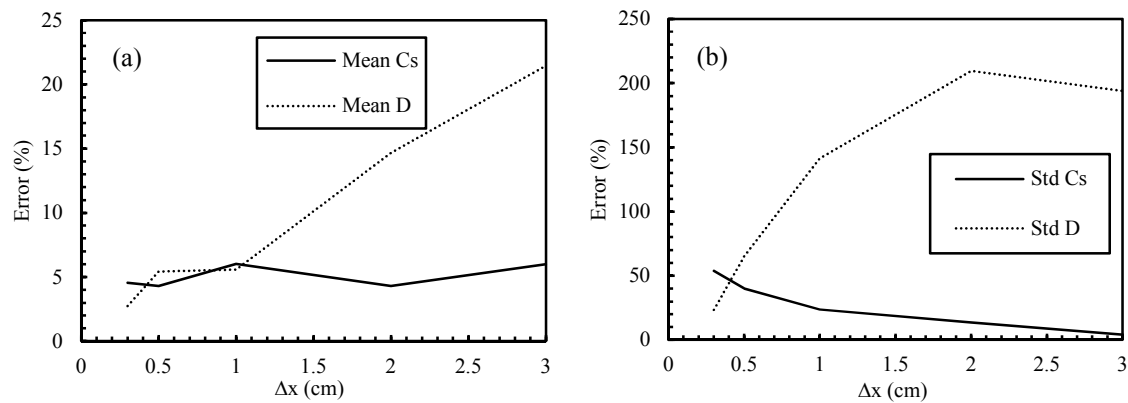 25
20
15
10
5
0
Error (%)
(a)
Mean Cs
Mean D
0 0.5 1 1.5 2 2.5 3
Δx (cm)
250
200
150
100
50
0
Error (%)
(b)
Std Cs
Std D
0 0.5 1 1.5 2 2.5 3
Δx (cm)